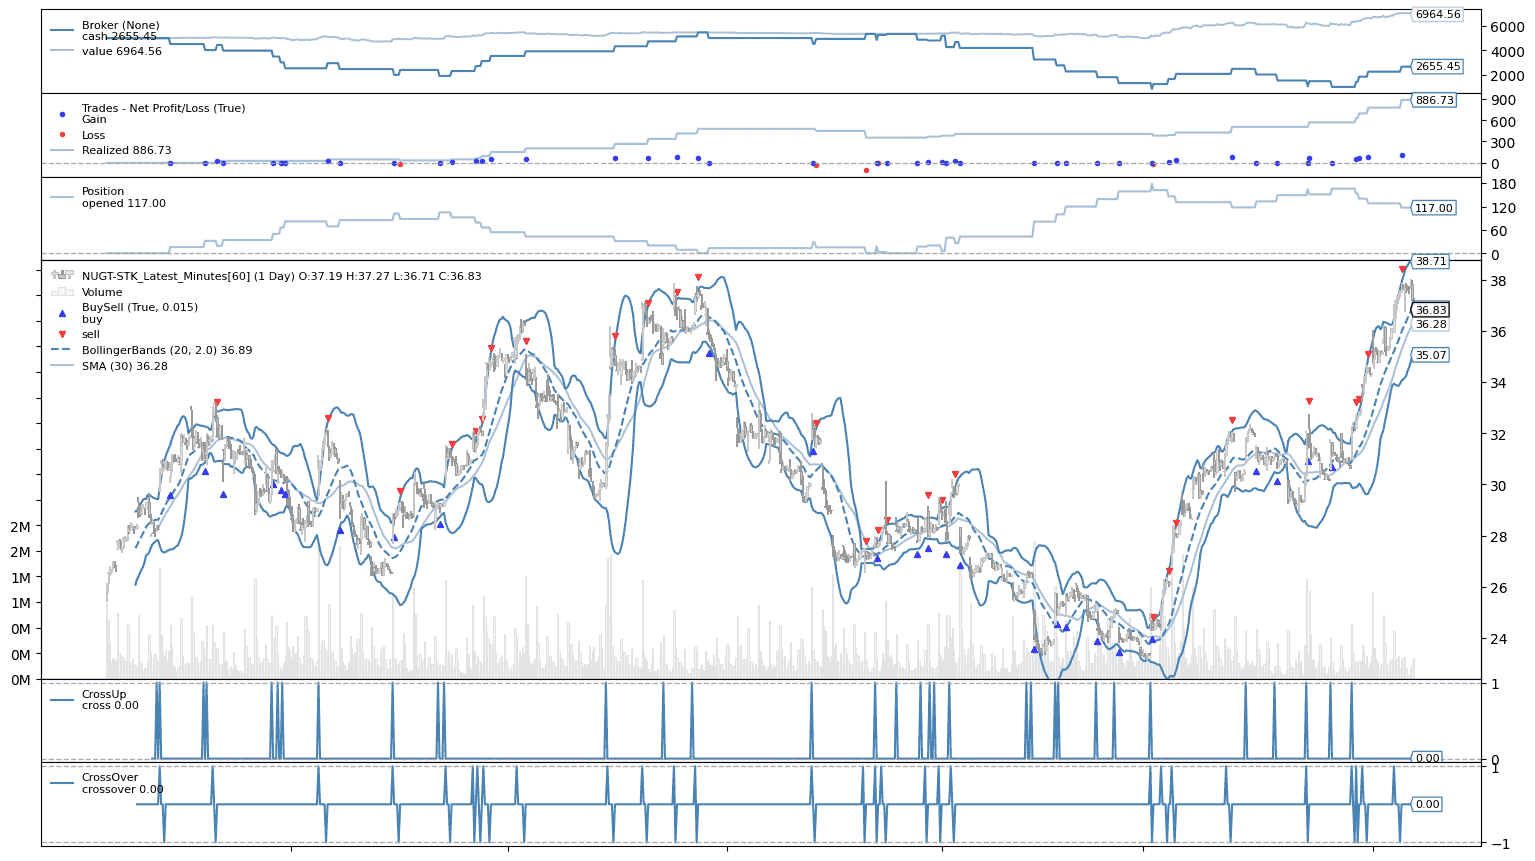 Broker (None)
cash 2655.45
value 6964.56
6964.56
6000
4000
2655.45
2000
Trades - Net Profit/Loss (True)
Gain
Loss
Realized 886.73
886.73
900
600
300
0
Position
opened 117.00
180
117.00
120
60
0
NUGT-STK_Latest_Minutes[60] (1 Day) O:37.19 H:37.27 L:36.71 C:36.83
Volume
BuySell (True, 0.015)
buy
sell
BollingerBands (20, 2.0) 36.89
SMA (30) 36.28
38.71
38
36.83
36.28
36
35.07
34
32
30
28
26
24
2M
2M
1M
1M
0M
0M
0M
CrossUp
cross 0.00
1
0.00
0
CrossOver
crossover 0.00
1
0.00
−1